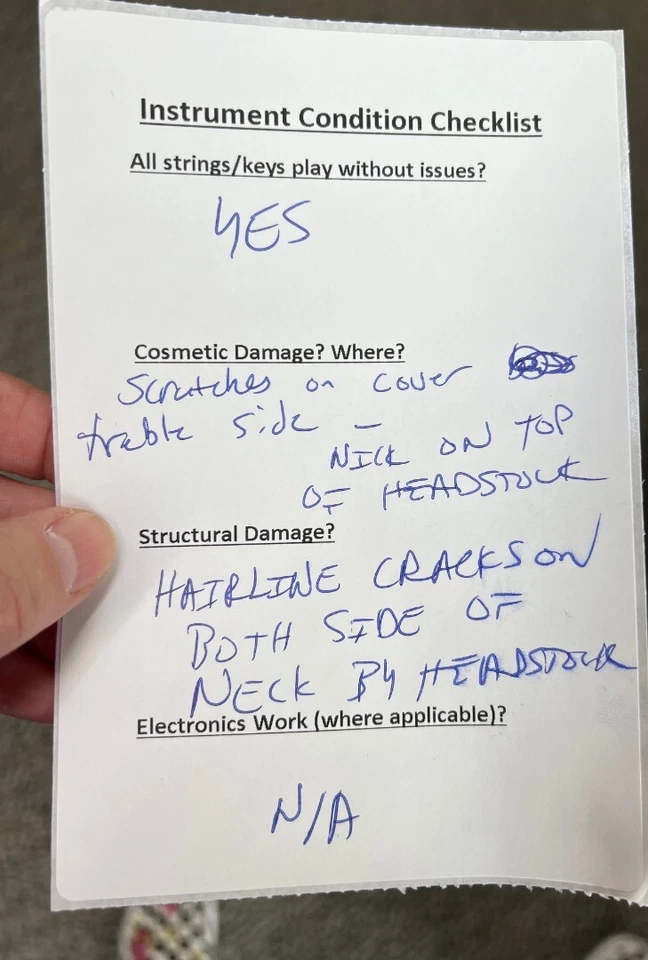 Instrument Condition Checklist
All strings/keys play without issues?
YES
Cosmetic Damage? Where?
Scratches on cover
treble side –
NICK ON TOP
OF HEADSTOCK
Structural Damage?
HAIRLINE CRACKS ON
BOTH SIDE OF
NECK BY HEADSTOCK
Electronics Work (where applicable)?
N/A